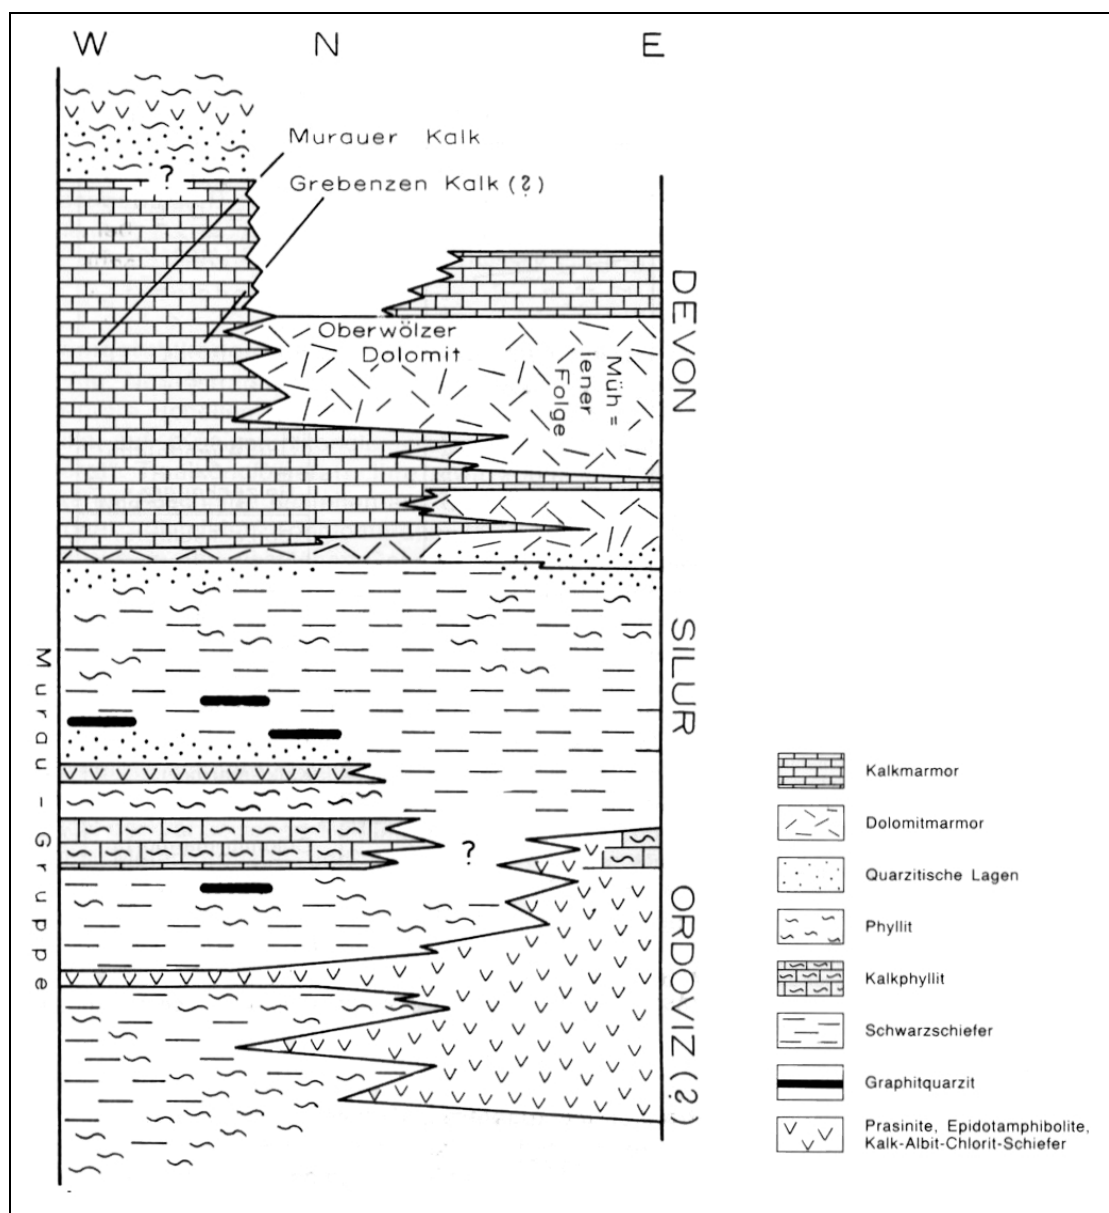 W N E
Murauer Kalk
Grebenzen Kalk (?)
?
Oberwölzer
Dolomit
Müh=
lener
Folge
DEVON
SILUR
ORDOVIZ (?)
?
Murau-Gruppe
Kalkmarmor
Dolomitmarmor
Quarzitische Lagen
Phyllit
Kalkphyllit
Schwarzschiefer
Graphitquarzit
Prasinite, Epidotamphibolite,
Kalk-Albit-Chlorit-Schiefer